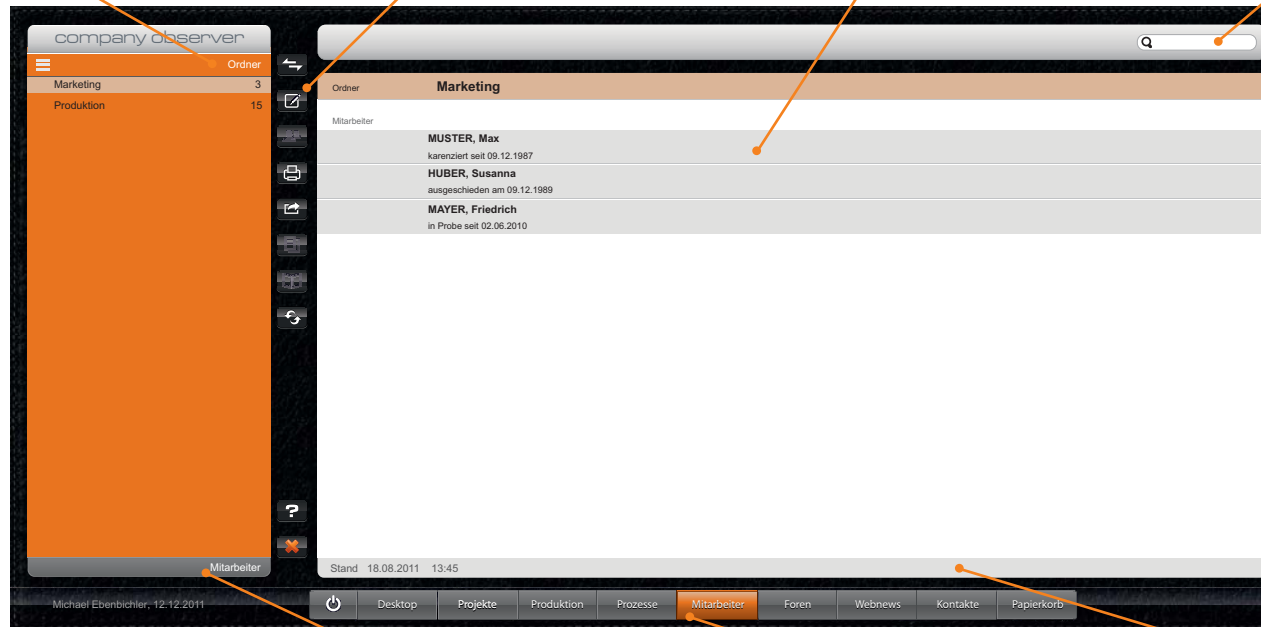 company observer
Ordner
Marketing 3
Produktion 15
Mitarbeiter
Ordner Marketing
Mitarbeiter
MUSTER, Max
karenziert seit 09.12.1987
HUBER, Susanna
ausgeschieden am 09.12.1989
MAYER, Friedrich
in Probe seit 02.06.2010
Stand 18.08.2011 13:45
?
Michael Ebenbichler, 12.12.2011
Desktop Projekte Produktion Prozesse Mitarbeiter Foren Webnews Kontakte Papierkorb